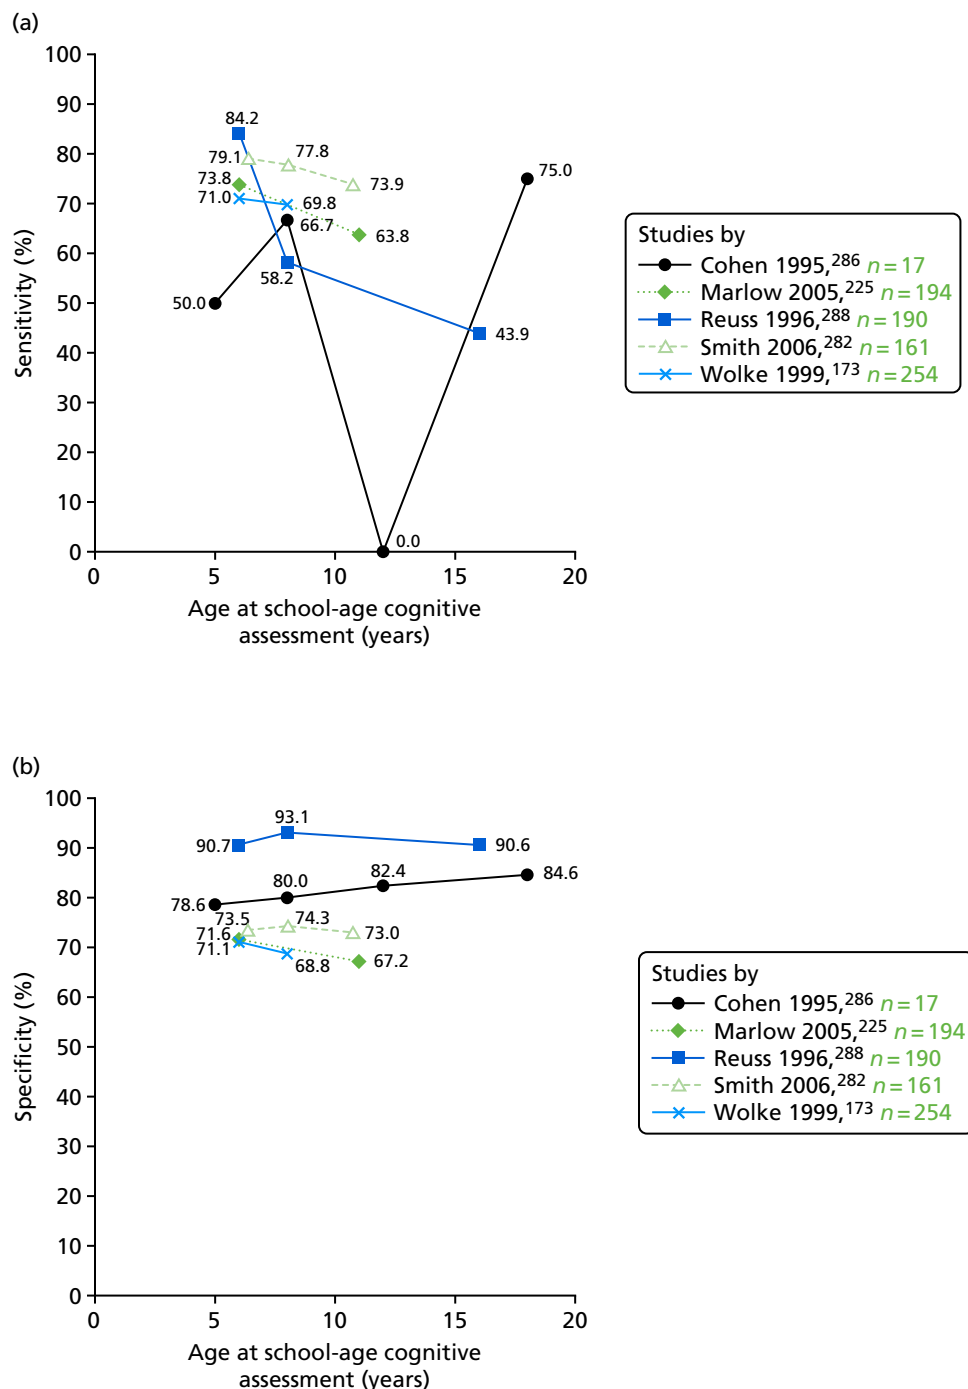 (a)
100
90
80
70
60
50
40
30
20
10
0
Sensitivity (%)
84.2
79.1
77.8
73.8
73.9
71.0
69.8
66.7
63.8
58.2
50.0
43.9
75.0
0.0
0 5 10 15 20
Age at school-age cognitive
assessment (years)
Studies by
Cohen 1995,286 n = 17
Marlow 2005,225 n = 194
Reuss 1996,288 n = 190
Smith 2006,282 n = 161
Wolke 1999,173 n = 254
(b)
100
90
80
70
60
50
40
30
20
10
0
Specificity (%)
90.7
93.1
90.6
78.6
80.0
82.4
84.6
73.5
74.3
73.0
71.6
71.1
68.8
67.2
0 5 10 15 20
Age at school-age cognitive
assessment (years)
Studies by
Cohen 1995,286 n = 17
Marlow 2005,225 n = 194
Reuss 1996,288 n = 190
Smith 2006,282 n = 161
Wolke 1999,173 n = 254